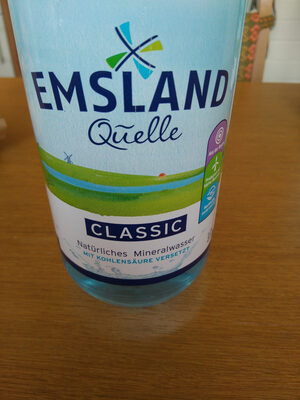 EMSLAND
Quelle
CLASSIC
Natürliches Mineralwasser
MIT KOHLENSÄURE VERSETZT